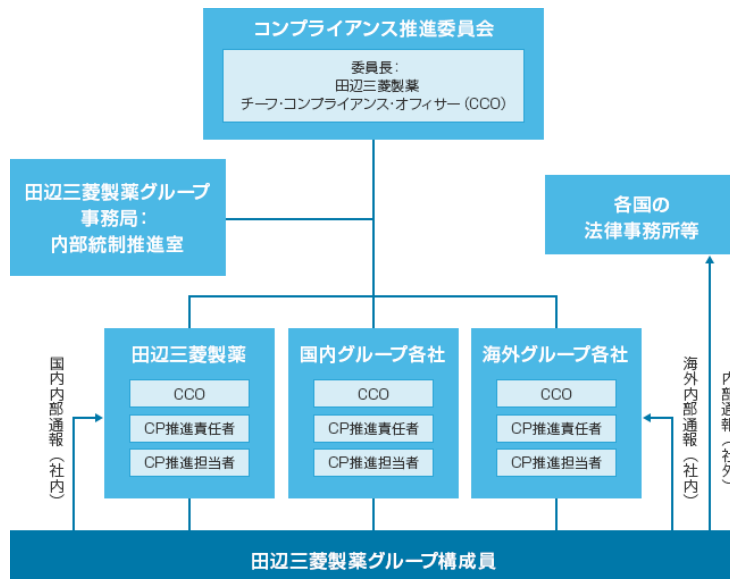 コンプライアンス推進委員会
委員長：
田辺三菱製薬
チーフ・コンプライアンス・オフィサー（CCO）
田辺三菱製薬グループ
事務局：
内部統制推進室
各国の
法律事務所等
田辺三菱製薬
CCO
CP推進責任者
CP推進担当者
国内グループ各社
CCO
CP推進責任者
CP推進担当者
海外グループ各社
CCO
CP推進責任者
CP推進担当者
国内内部通報（社内）
海外内部通報（社内）
内部通報（社外）
田辺三菱製薬グループ構成員